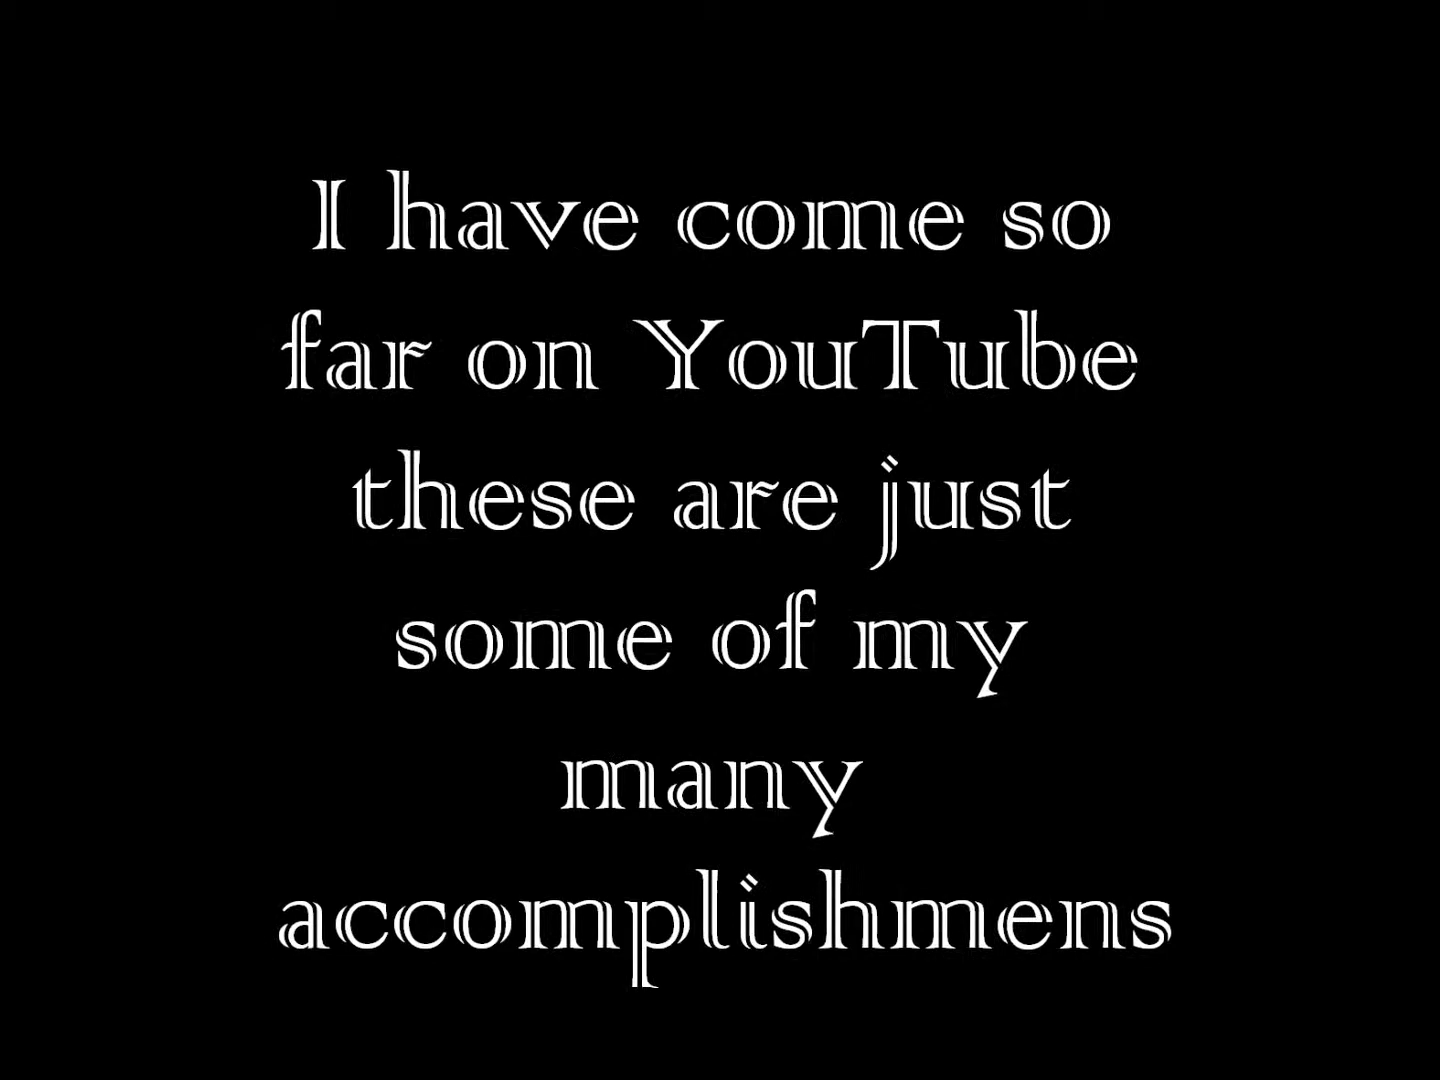 I have come so
far on YouTube
these are just
some of my
many
accomplishmens